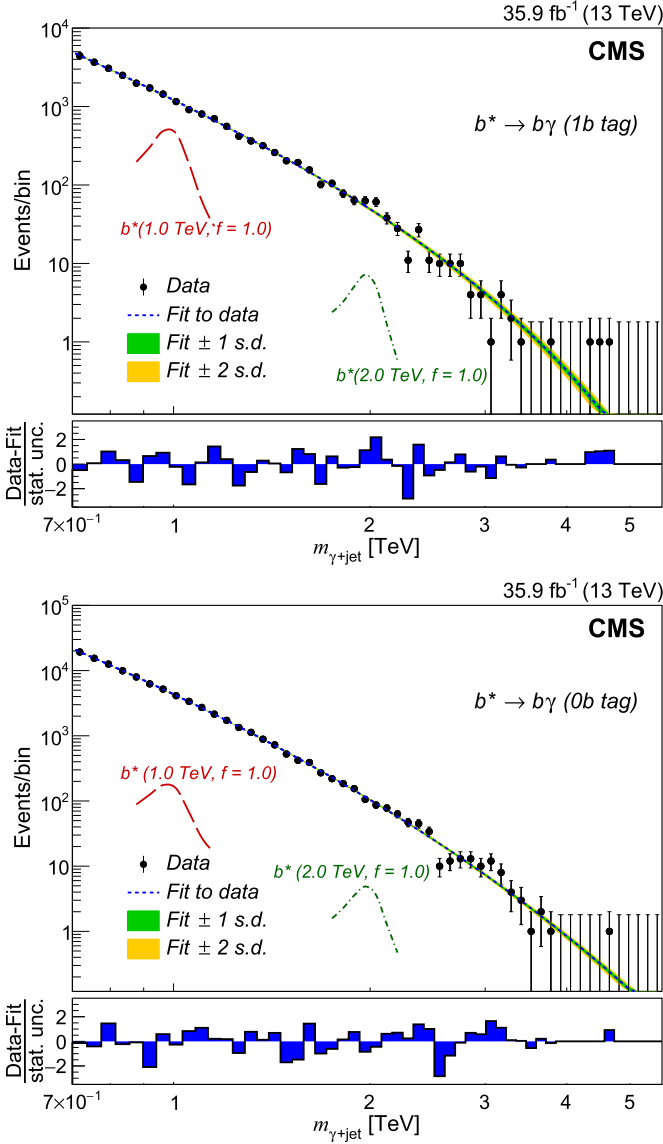 35.9 fb⁻¹ (13 TeV)
10⁴
CMS
10³
b* → bγ (1b tag)
10²
b*(1.0 TeV, f = 1.0)
Events/bin
10
Data
Fit to data
1
Fit ± 1 s.d.
Fit ± 2 s.d.
b*(2.0 TeV, f = 1.0)
Data-Fit
stat. unc.
2
0
−2
7×10⁻¹ 1 2 3 4 5
mγ+jet [TeV]
35.9 fb⁻¹ (13 TeV)
10⁵
CMS
10⁴
b* → bγ (0b tag)
10³
Events/bin
b* (1.0 TeV, f = 1.0)
10²
b* (2.0 TeV, f = 1.0)
10
Data
Fit to data
1
Fit ± 1 s.d.
Fit ± 2 s.d.
Data-Fit
stat. unc.
2
0
−2
7×10⁻¹ 1 2 3 4 5
mγ+jet [TeV]